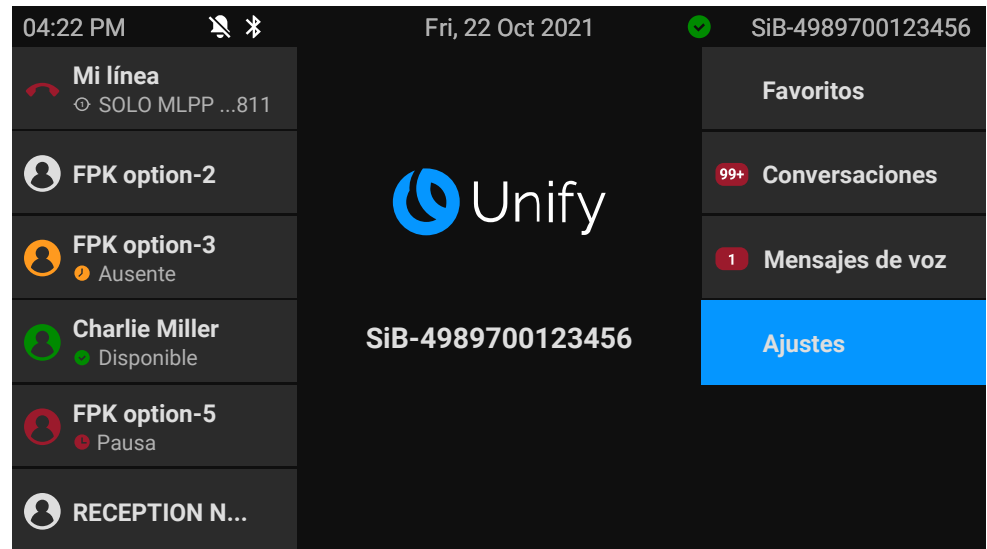 04:22 PM
Fri, 22 Oct 2021
SiB-4989700123456
Mi línea
SOLO MLPP ...811
FPK option-2
FPK option-3
Ausente
Charlie Miller
Disponible
FPK option-5
Pausa
RECEPTION N...
Unify
SiB-4989700123456
Favoritos
99+ Conversaciones
1 Mensajes de voz
Ajustes